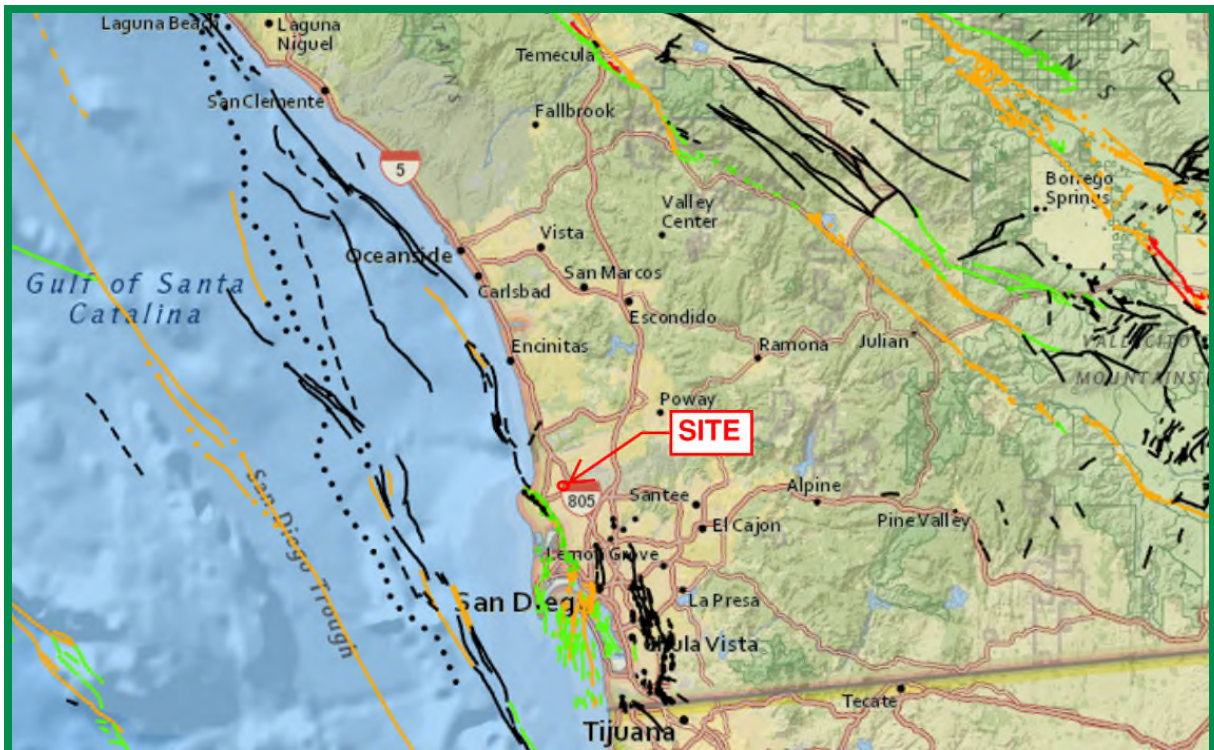 Laguna Beach
Laguna
Niguel
Temecula
San Clemente
Fallbrook
5
Borrego
Springs
Valley
Center
Vista
Oceanside
San Marcos
Carlsbad
Gulf of Santa
Catalina
Escondido
Encinitas
Ramona
Julian
VALLECITO
MOUNTAINS
Poway
SITE
805
Santee
Alpine
El Cajon
Pine Valley
San Diego Trough
Lemon Grove
San Diego
La Presa
Chula Vista
Tecate
Tijuana